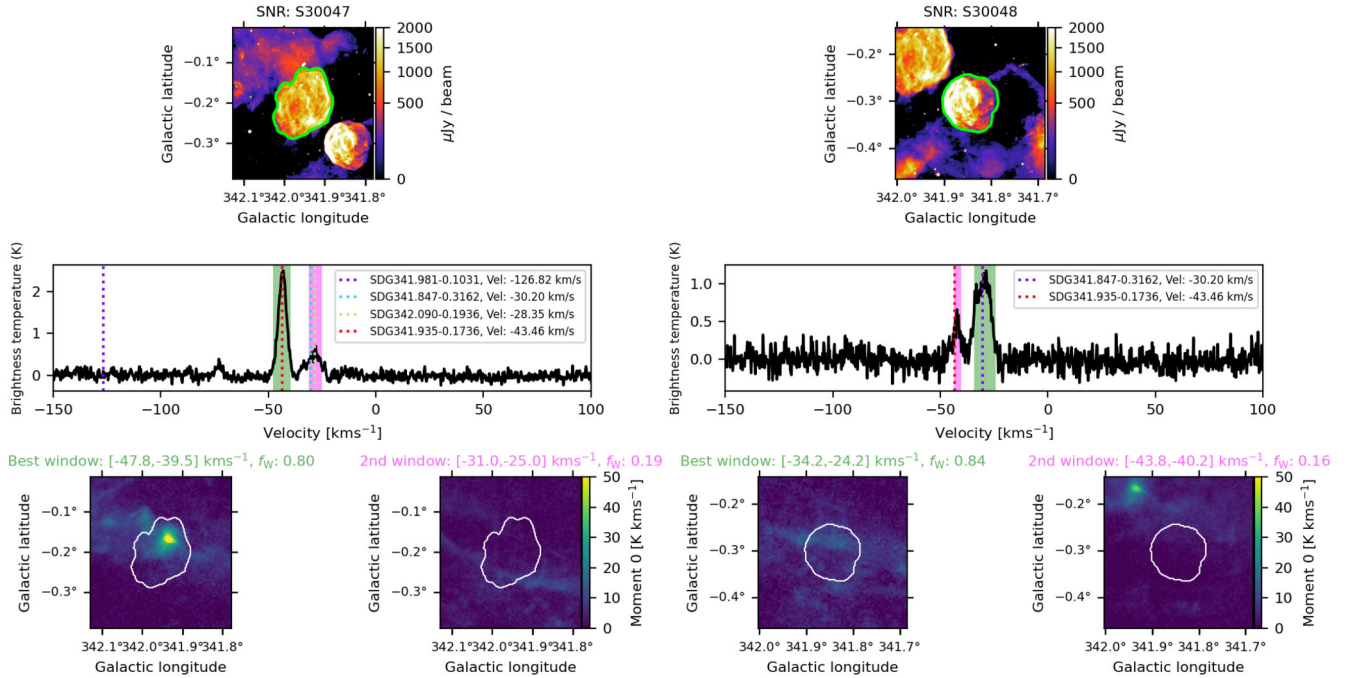 SNR: S30047
Galactic latitude
−0.1°
−0.2°
−0.3°
342.1°
342.0°
341.9°
341.8°
Galactic longitude
2000
1000
500
0
μJy / beam
SNR: S30048
Galactic latitude
−0.2°
−0.3°
−0.4°
342.0°
341.9°
341.8°
341.7°
Galactic longitude
2000
1000
500
0
μJy / beam
Brightness temperature (K)
2
1
0
SDG341.981-0.1031, Vel: -126.82 km/s
SDG341.847-0.3162, Vel: -30.20 km/s
SDG342.090-0.1936, Vel: -28.35 km/s
SDG341.935-0.1736, Vel: -43.46 km/s
−150
−100
−50
0
50
100
Velocity [kms⁻¹]
Brightness temperature (K)
1.0
0.5
0.0
SDG341.847-0.3162, Vel: -30.20 km/s
SDG341.935-0.1736, Vel: -43.46 km/s
−150
−100
−50
0
50
100
Velocity [kms⁻¹]
Best window: [-47.8,-39.5] kms⁻¹, f_W: 0.80
Galactic latitude
−0.1°
−0.2°
−0.3°
342.1°
342.0°
341.9°
341.8°
Galactic longitude
2nd window: [-31.0,-25.0] kms⁻¹, f_W: 0.19
Galactic latitude
−0.1°
−0.2°
−0.3°
342.1°
342.0°
341.9°
341.8°
Galactic longitude
50
40
30
20
10
0
Moment 0 [K kms⁻¹]
Best window: [-34.2,-24.2] kms⁻¹, f_W: 0.84
Galactic latitude
−0.2°
−0.3°
−0.4°
342.0°
341.9°
341.8°
341.7°
Galactic longitude
2nd window: [-43.8,-40.2] kms⁻¹, f_W: 0.16
Galactic latitude
−0.2°
−0.3°
−0.4°
342.0°
341.9°
341.8°
341.7°
Galactic longitude
50
40
30
20
10
0
Moment 0 [K kms⁻¹]